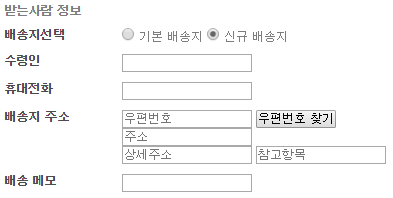 받는사람 정보
배송지선택 기본 배송지 신규 배송지
수령인
휴대전화
배송지 주소 우편번호 우편번호 찾기
주소
상세주소 참고항목
배송 메모